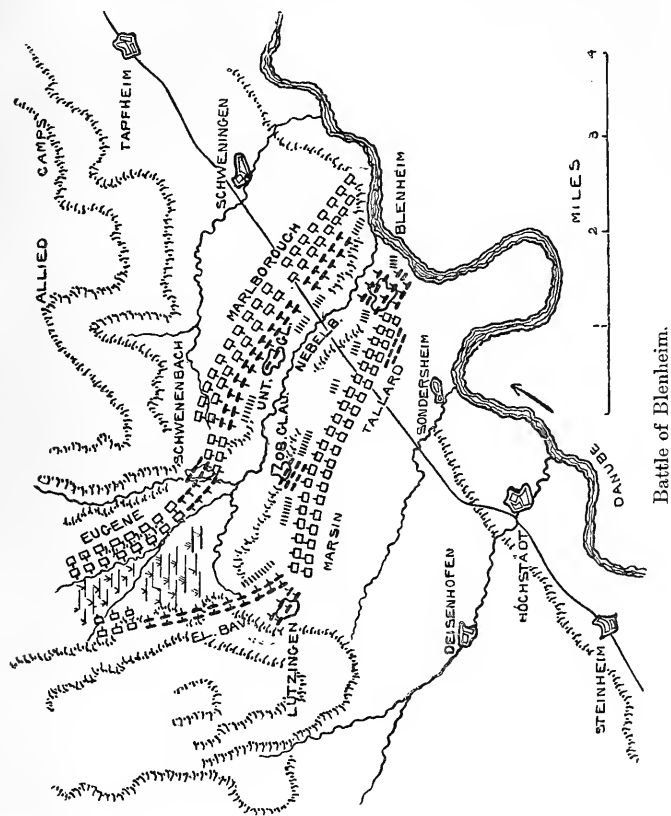 ALLIED CAMPS
TAPFHEIM
SCHWENINGEN
SCHWENENBACH
MARLBOROUGH
EUGENE
UNT.
NEBEL B.
OB. GLAU
BLENHEIM
TALLARD
MARSIN
EL. BAV.
LUTZINGEN
SONDERSHEIM
DEISENHOFEN
HÖCHSTÄDT
STEINHEIM
DANUBE
1 2 3 4
MILES
Battle of Blenheim.